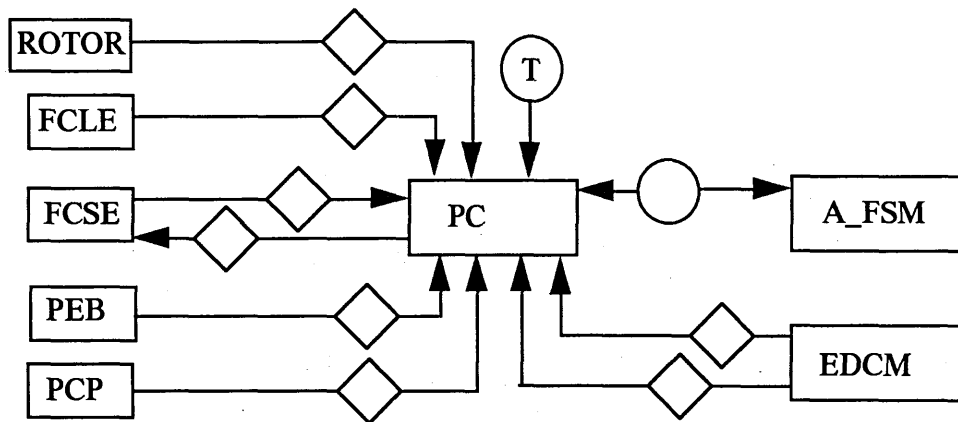 ROTOR
T
FCLE
FCSE
PC
A_FSM
PEB
EDCM
PCP